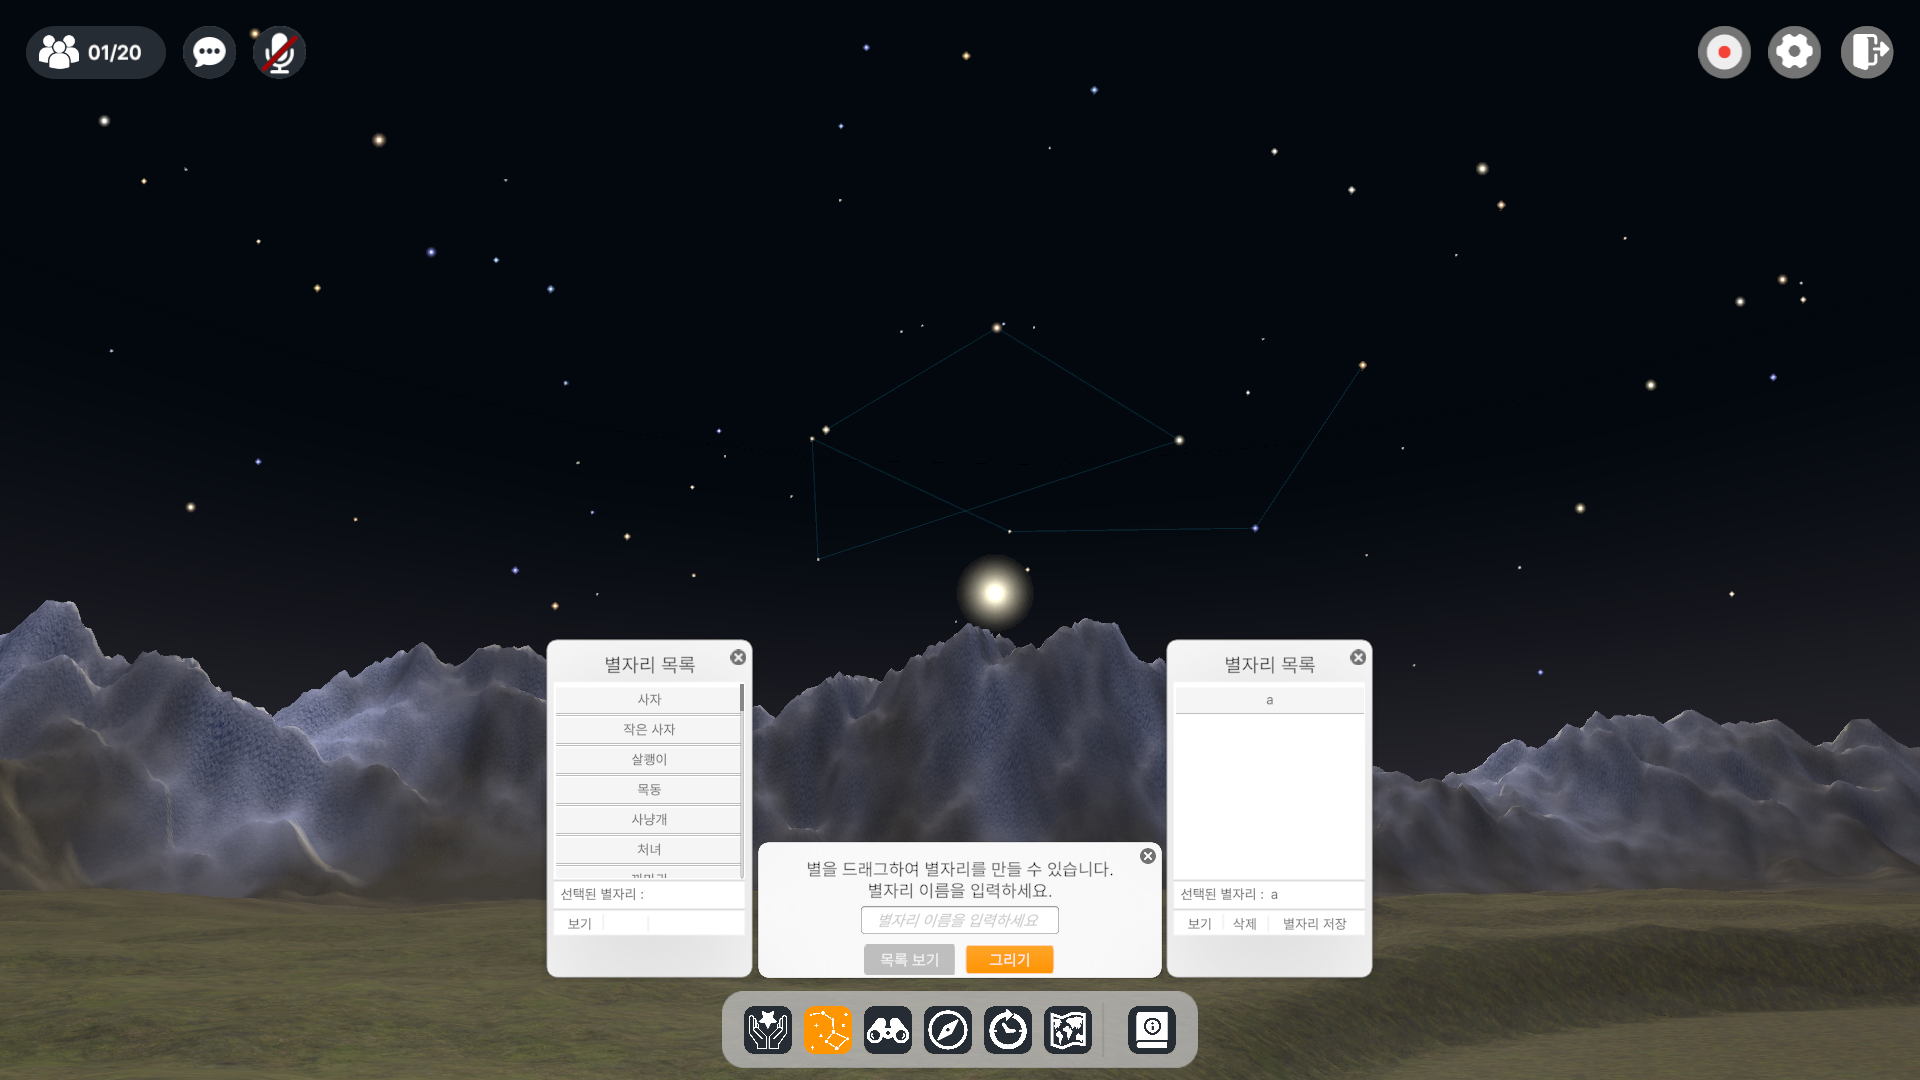 01/20
별자리 목록
사자
작은 사자
살쾡이
목동
사냥개
처녀
선택된 별자리 :
보기
별을 드래그하여 별자리를 만들 수 있습니다.
별자리 이름을 입력하세요.
별자리 이름을 입력하세요
목록 보기
그리기
별자리 목록
a
선택된 별자리 : a
보기 삭제 별자리 저장